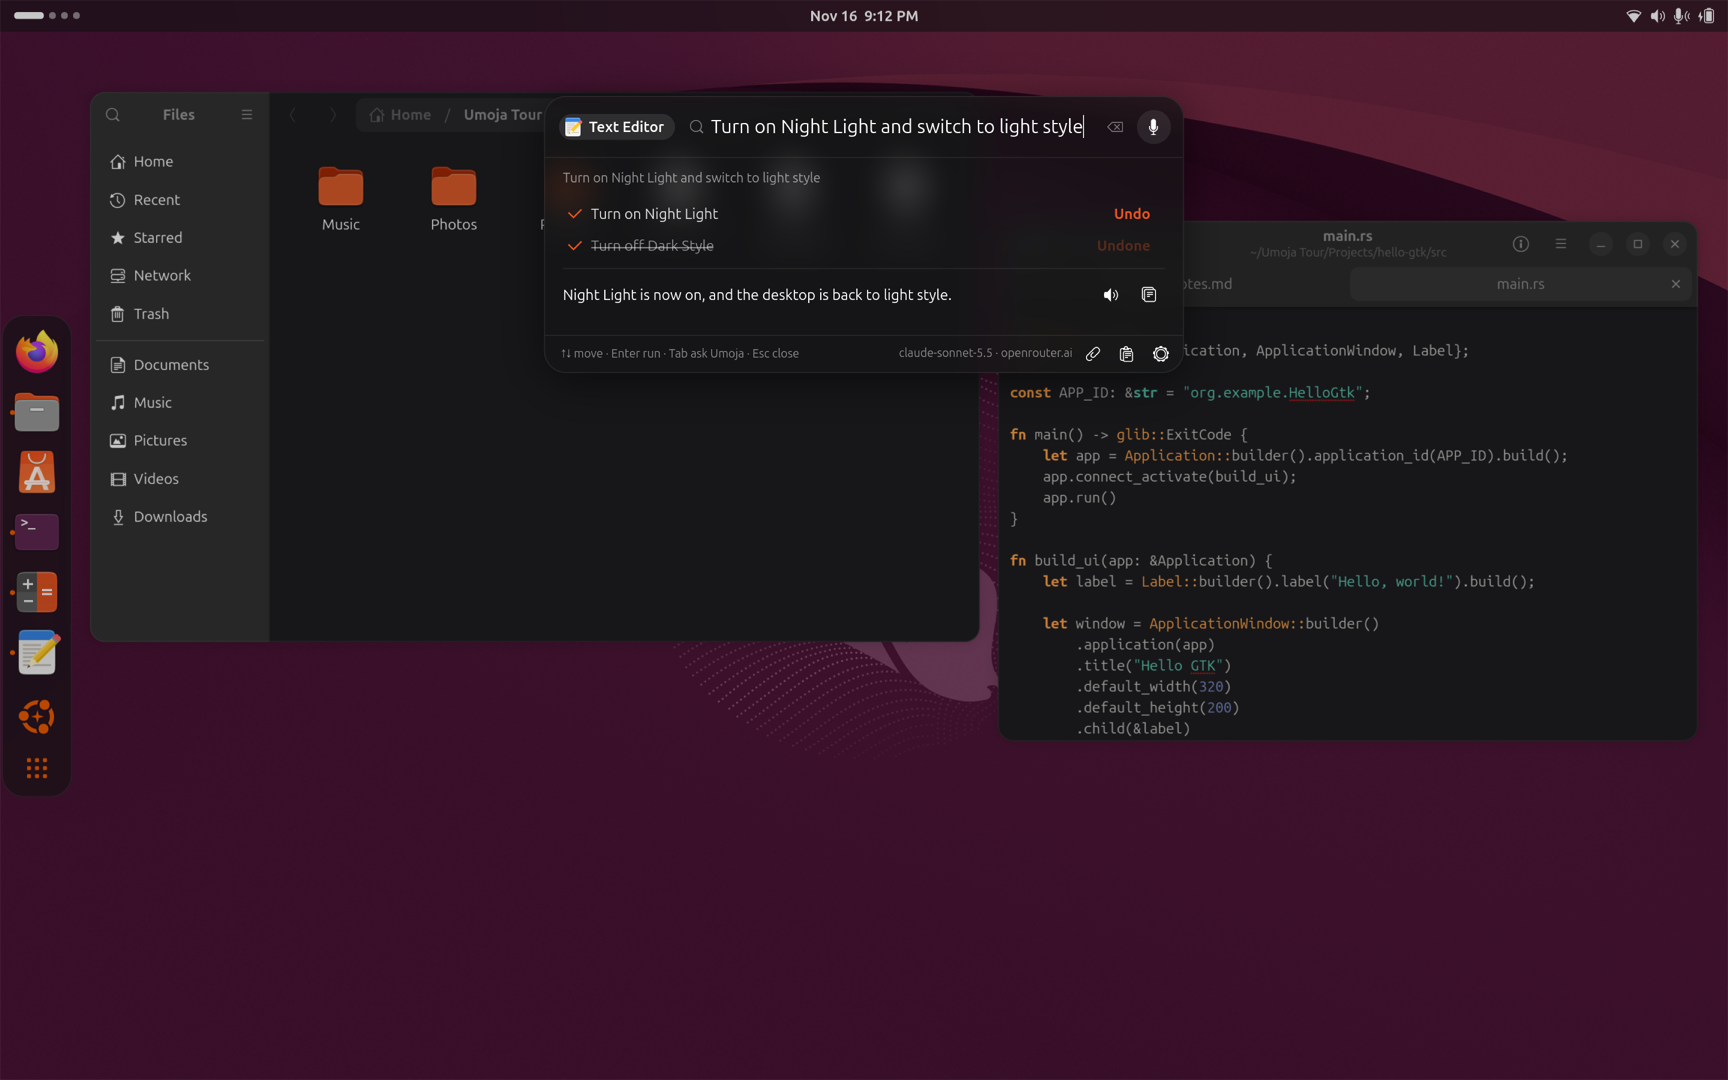 Nov 16 9:12 PM
Files
Home / Umoja Tour
Home
Recent
Starred
Network
Trash
Documents
Music
Pictures
Videos
Downloads
Music
Photos
Text Editor
Turn on Night Light and switch to light style
Turn on Night Light and switch to light style
Turn on Night Light
Undo
Turn off Dark Style
Undone
Night Light is now on, and the desktop is back to light style.
↑↓ move · Enter run · Tab ask Umoja · Esc close
claude-sonnet-5.5 · openrouter.ai
main.rs
~/Umoja Tour/Projects/hello-gtk/src
main.rs
ApplicationWindow, Label};
const APP_ID: &str = "org.example.HelloGtk";
fn main() -> glib::ExitCode {
let app = Application::builder().application_id(APP_ID).build();
app.connect_activate(build_ui);
app.run()
}
fn build_ui(app: &Application) {
let label = Label::builder().label("Hello, world!").build();
let window = ApplicationWindow::builder()
.application(app)
.title("Hello GTK")
.default_width(320)
.default_height(200)
.child(&label)